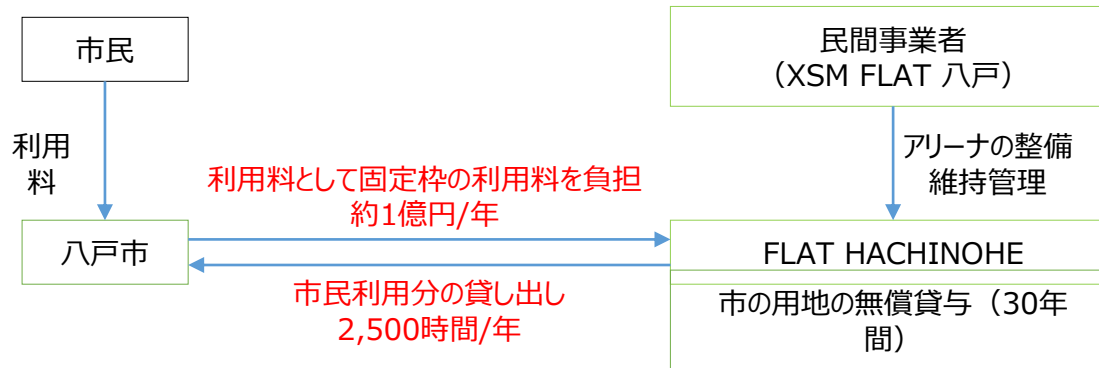 市民
民間事業者
（XSM FLAT 八戸）
利用
料
アリーナの整備
維持管理
利用料として固定枠の利用料を負担
約1億円/年
八戸市
FLAT HACHINOHE
市民利用分の貸し出し
2,500時間/年
市の用地の無償貸与（30年
間）